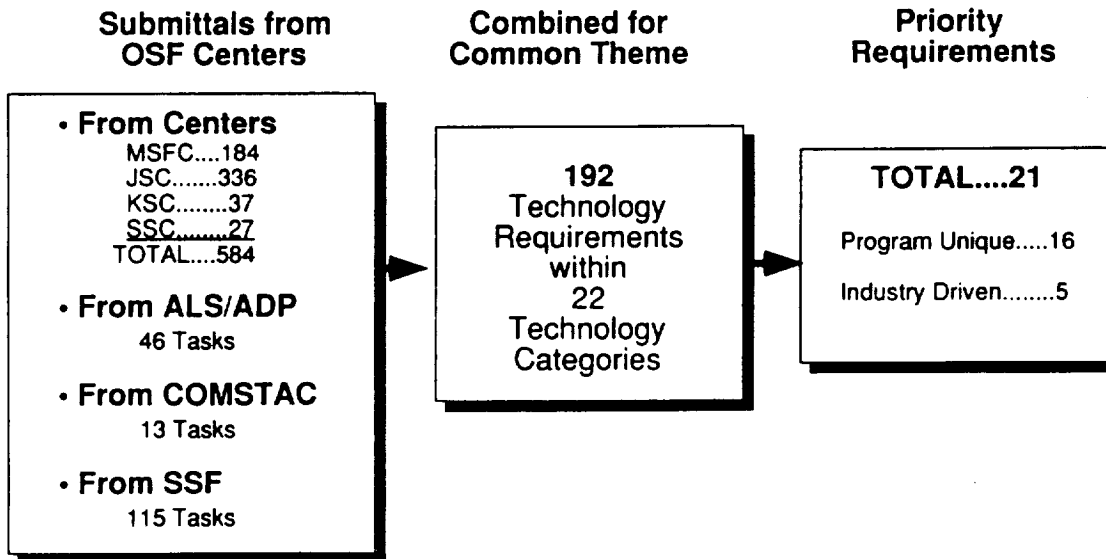 Submittals from
OSF Centers
• From Centers
MSFC....184
JSC.......336
KSC........37
SSC........27
TOTAL....584
• From ALS/ADP
46 Tasks
• From COMSTAC
13 Tasks
• From SSF
115 Tasks
Combined for
Common Theme
192
Technology
Requirements
within
22
Technology
Categories
Priority
Requirements
TOTAL....21
Program Unique.....16
Industry Driven........5